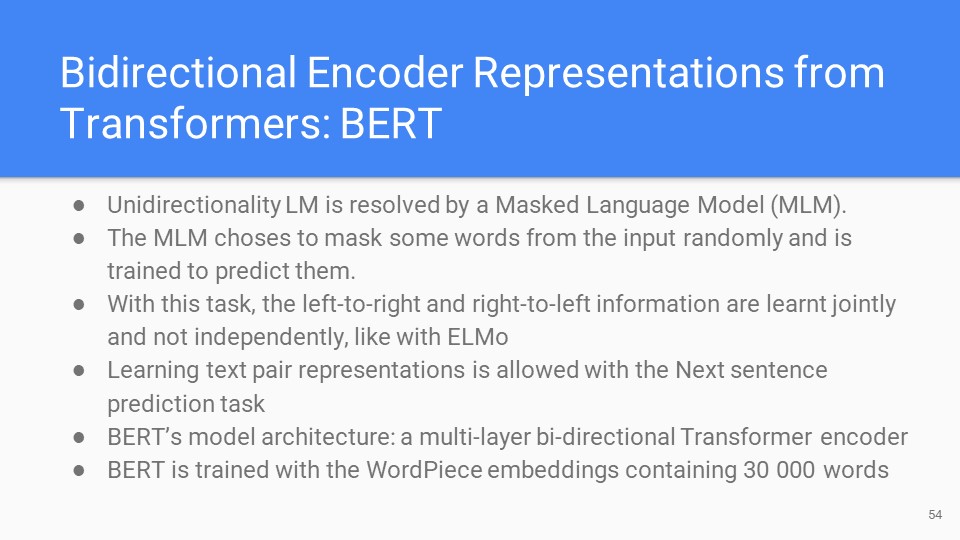 Bidirectional Encoder Representations from
Transformers: BERT
● Unidirectionality LM is resolved by a Masked Language Model (MLM).
● The MLM choses to mask some words from the input randomly and is
trained to predict them.
● With this task, the left-to-right and right-to-left information are learnt jointly
and not independently, like with ELMo
● Learning text pair representations is allowed with the Next sentence
prediction task
● BERT’s model architecture: a multi-layer bi-directional Transformer encoder
● BERT is trained with the WordPiece embeddings containing 30 000 words
54